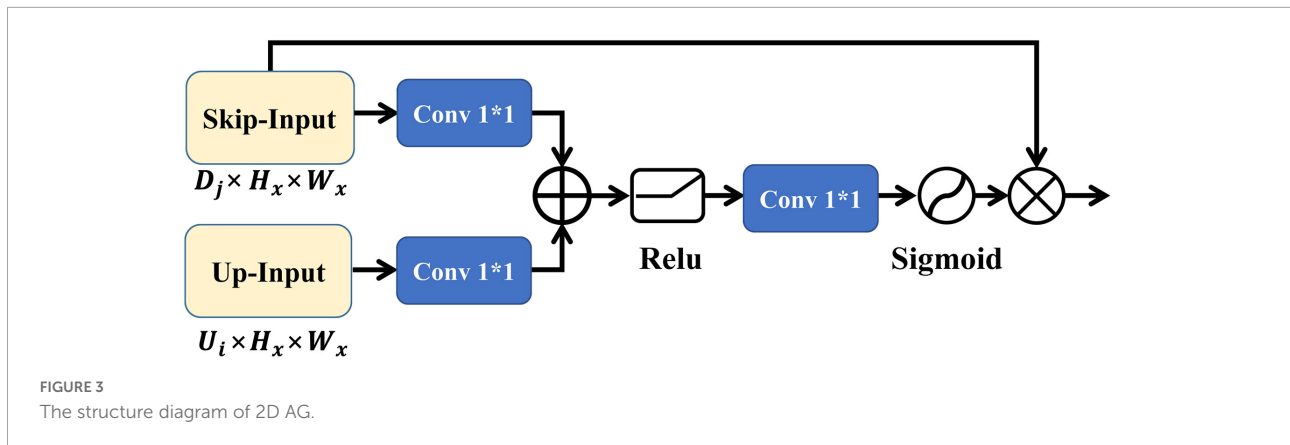 Skip-Input
Conv 1*1
D_j × H_x × W_x
Conv 1*1
Relu
Sigmoid
Up-Input
Conv 1*1
U_i × H_x × W_x
FIGURE 3
The structure diagram of 2D AG.